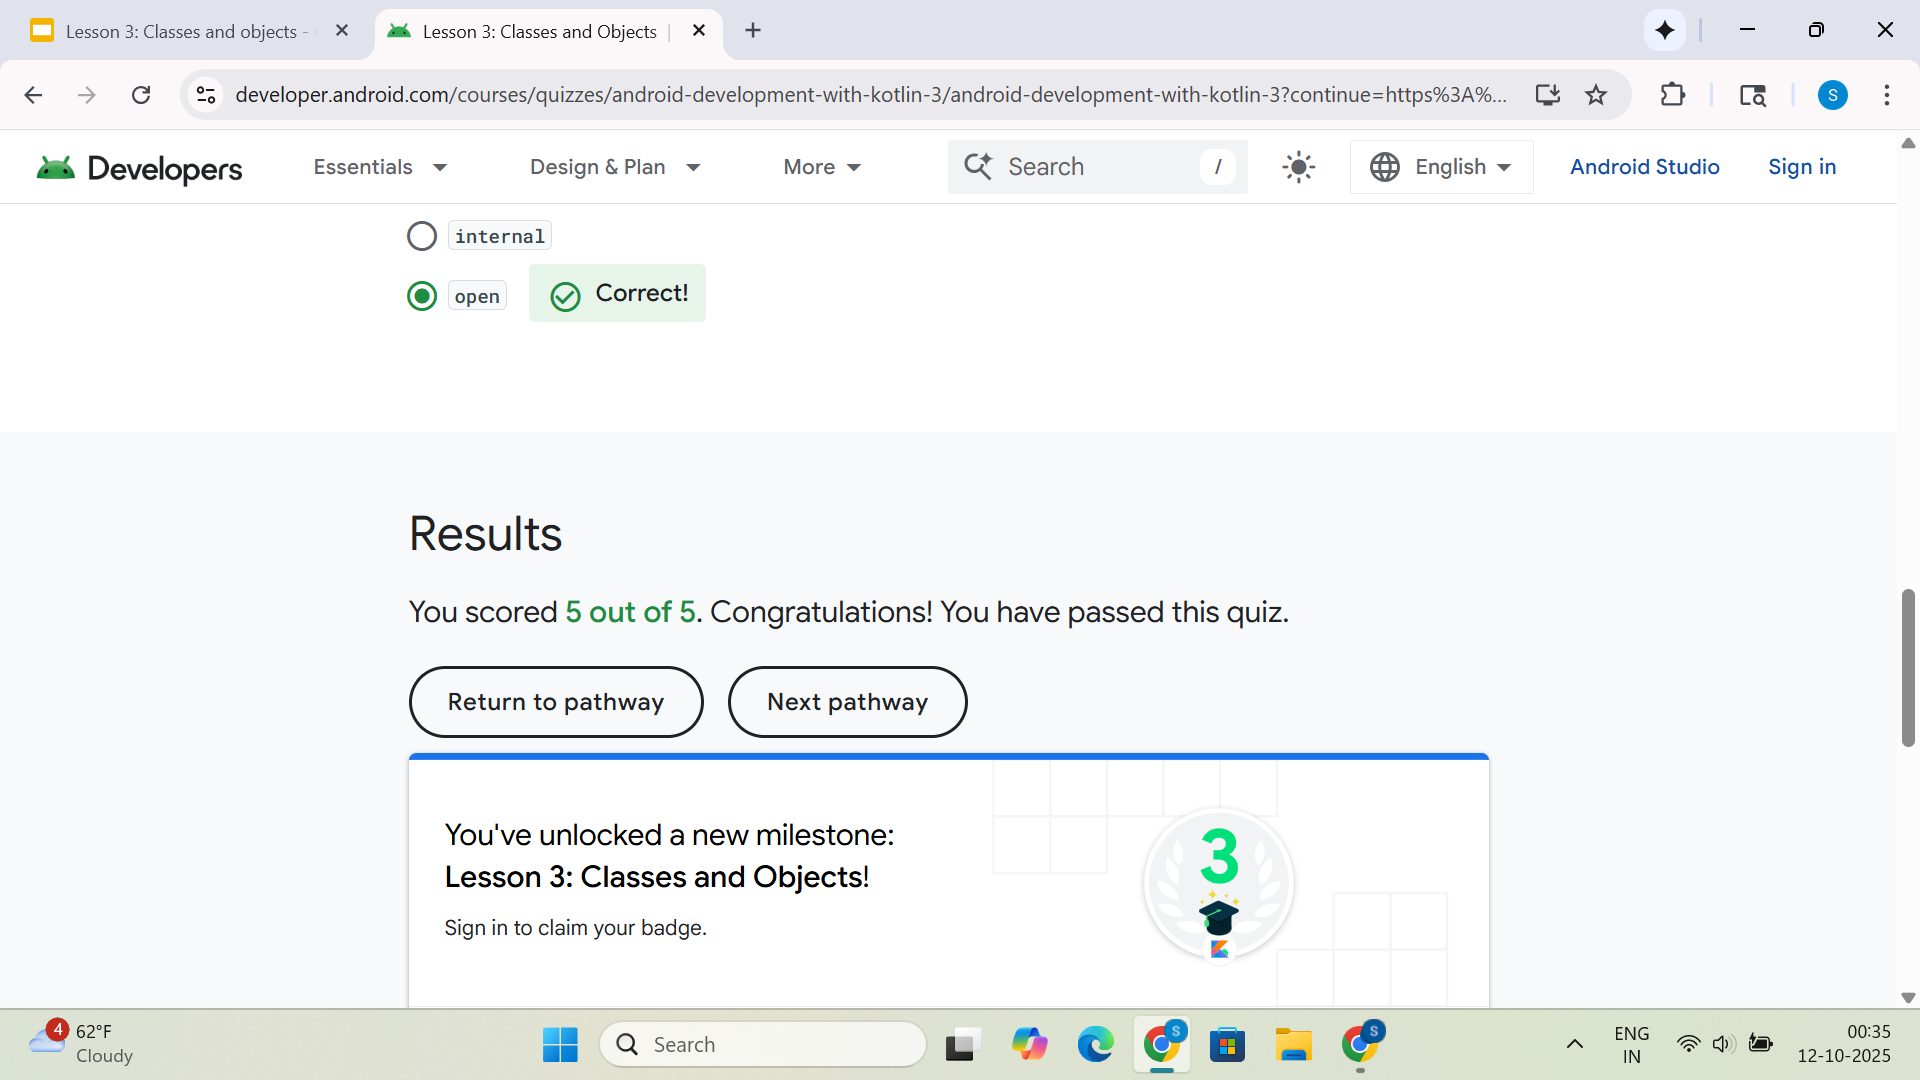 Lesson 3: Classes and objects -
Lesson 3: Classes and Objects |
developer.android.com/courses/quizzes/android-development-with-kotlin-3/android-development-with-kotlin-3?continue=https%3A%...
S
Developers
Essentials
Design & Plan
More
Search
/
English
Android Studio
Sign in
internal
open
Correct!
Results
You scored 5 out of 5. Congratulations! You have passed this quiz.
Return to pathway
Next pathway
You've unlocked a new milestone:
Lesson 3: Classes and Objects!
Sign in to claim your badge.
3
4
62°F
Cloudy
Search
S
S
ENG
IN
00:35
12-10-2025